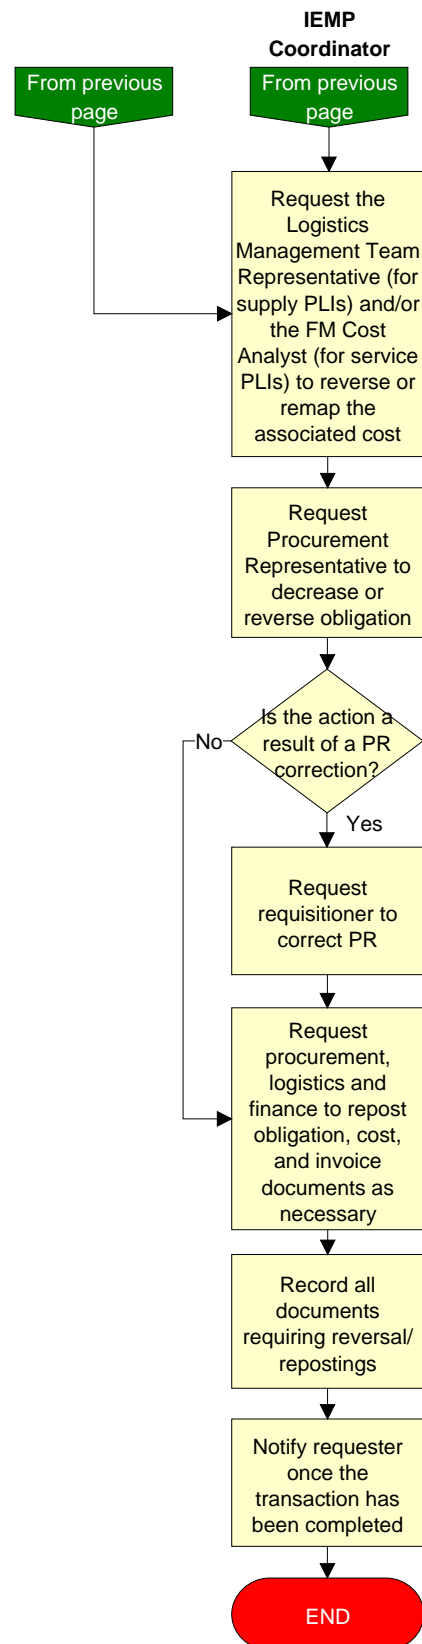 IEMP
Coordinator
From previous
page
From previous
page
Request the
Logistics
Management Team
Representative (for
supply PLIs) and/or
the FM Cost
Analyst (for service
PLIs) to reverse or
remap the
associated cost
Request
Procurement
Representative to
decrease or
reverse obligation
Is the action a
result of a PR
correction?
No
Yes
Request
requisitioner to
correct PR
Request
procurement,
logistics and
finance to repost
obligation, cost,
and invoice
documents as
necessary
Record all
documents
requiring reversal/
repostings
Notify requester
once the
transaction has
been completed
END